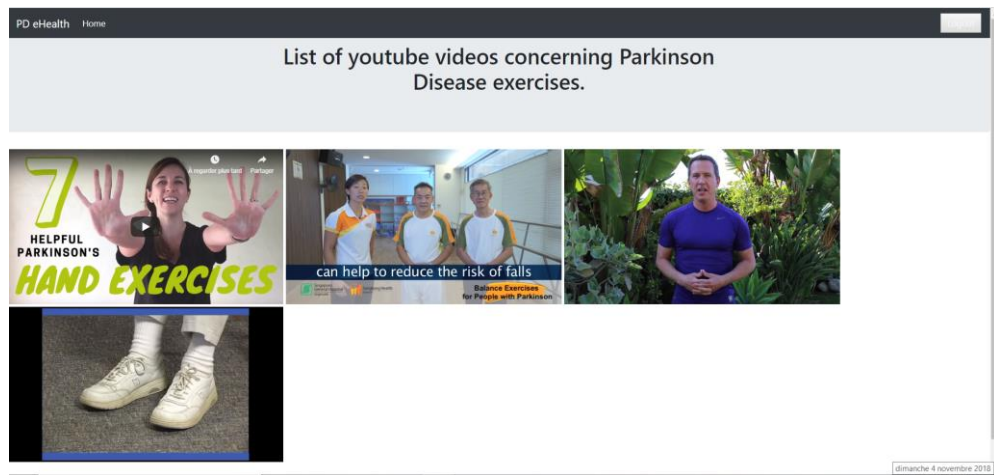 PD eHealth Home
List of youtube videos concerning Parkinson
Disease exercises.
À regarder plus tard Partager
7
HELPFUL
PARKINSON'S
HAND EXERCISES
can help to reduce the risk of falls
Balance Exercises
for People with Parkinson
dimanche 4 novembre 2018